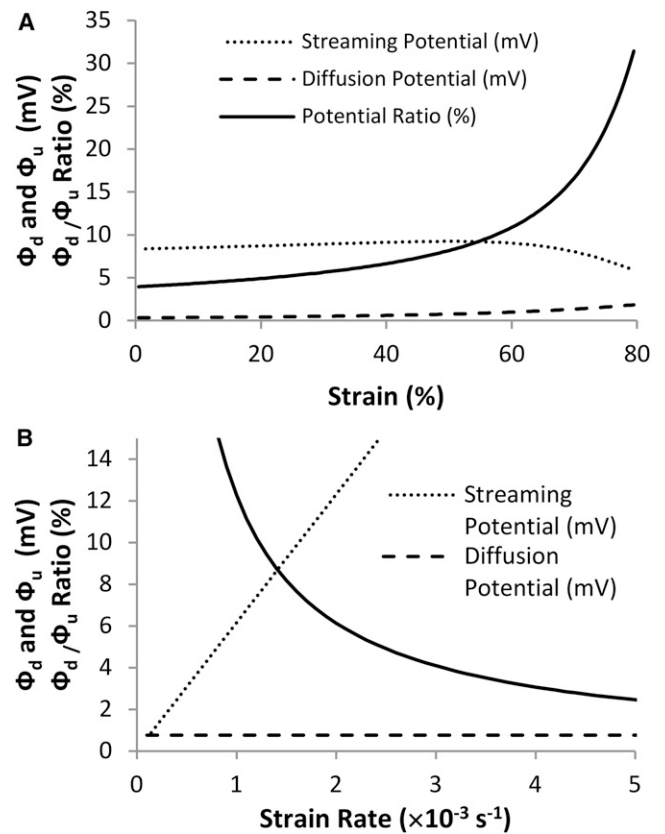 A
Φd and Φu (mV)
Φd/Φu Ratio (%)
35
30
25
20
15
10
5
0
Streaming Potential (mV)
Diffusion Potential (mV)
Potential Ratio (%)
0
20
40
60
80
Strain (%)
B
Φd and Φu (mV)
Φd/Φu Ratio (%)
14
12
10
8
6
4
2
0
Streaming
Potential (mV)
Diffusion
Potential (mV)
0
1
2
3
4
5
Strain Rate (×10⁻³ s⁻¹)